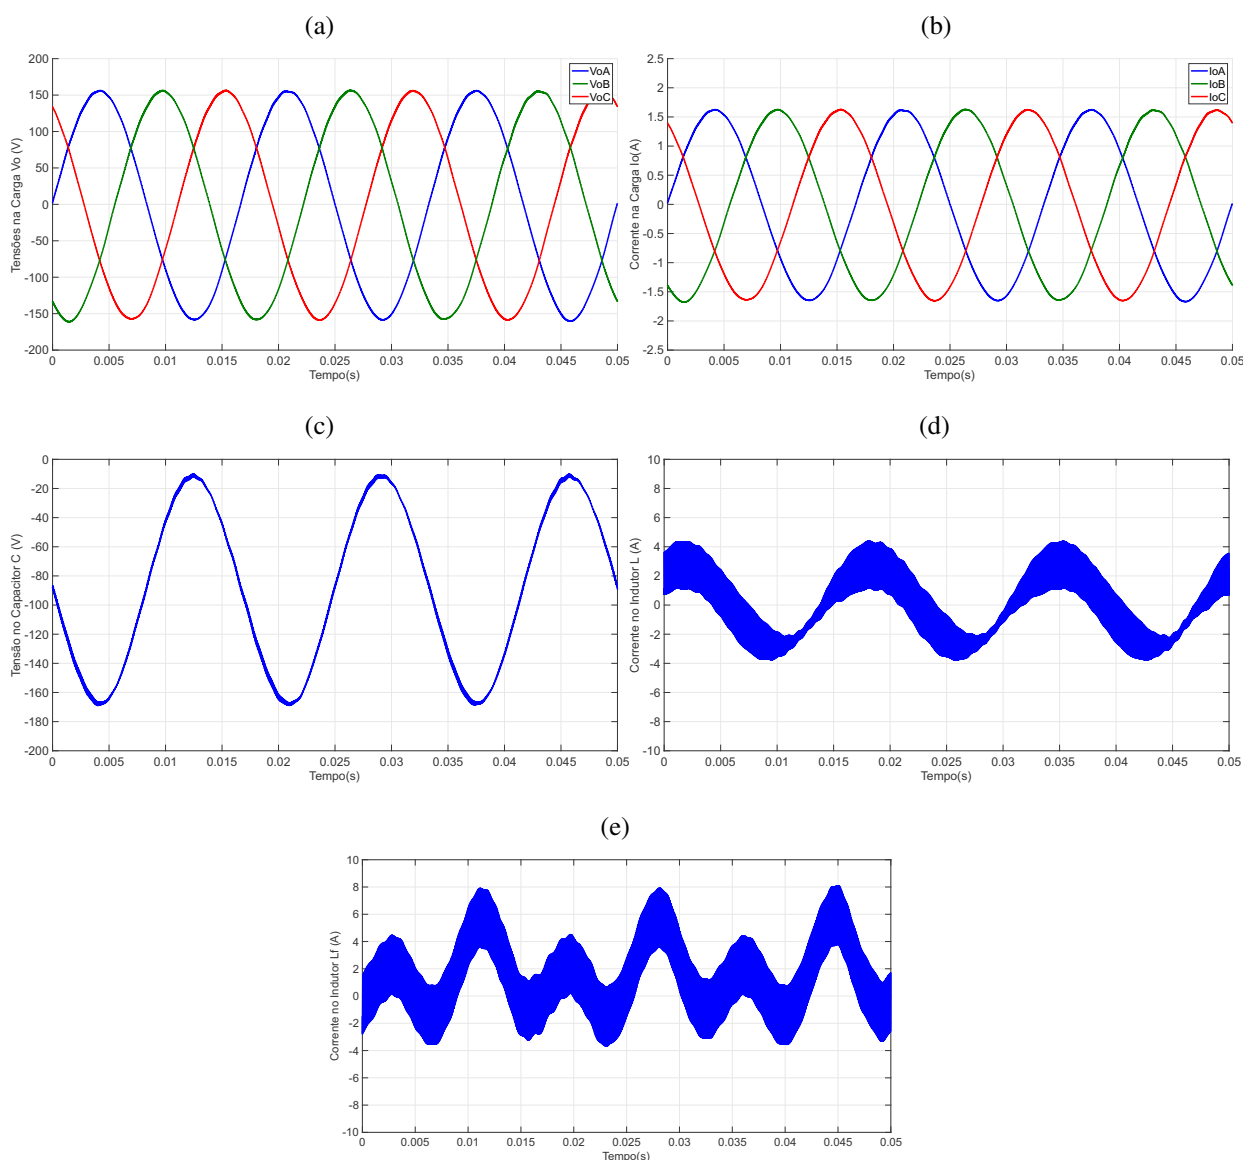 (a)
200
150
100
50
0
-50
-100
-150
-200
Tensões na Carga Vo (V)
VoA
VoB
VoC
0 0.005 0.01 0.015 0.02 0.025 0.03 0.035 0.04 0.045 0.05
Tempo(s)
(b)
2.5
2
1.5
1
0.5
0
-0.5
-1
-1.5
-2
-2.5
Corrente na Carga Io(A)
IoA
IoB
IoC
0 0.005 0.01 0.015 0.02 0.025 0.03 0.035 0.04 0.045 0.05
Tempo(s)
(c)
0
-20
-40
-60
-80
-100
-120
-140
-160
-180
-200
Tensão no Capacitor C (V)
0 0.005 0.01 0.015 0.02 0.025 0.03 0.035 0.04 0.045 0.05
Tempo(s)
(d)
10
8
6
4
2
0
-2
-4
-6
-8
-10
Corrente no Indutor L (A)
0 0.005 0.01 0.015 0.02 0.025 0.03 0.035 0.04 0.045 0.05
Tempo(s)
(e)
10
8
6
4
2
0
-2
-4
-6
-8
-10
Corrente no Indutor Lf (A)
0 0.005 0.01 0.015 0.02 0.025 0.03 0.035 0.04 0.045 0.05
Tempo(s)